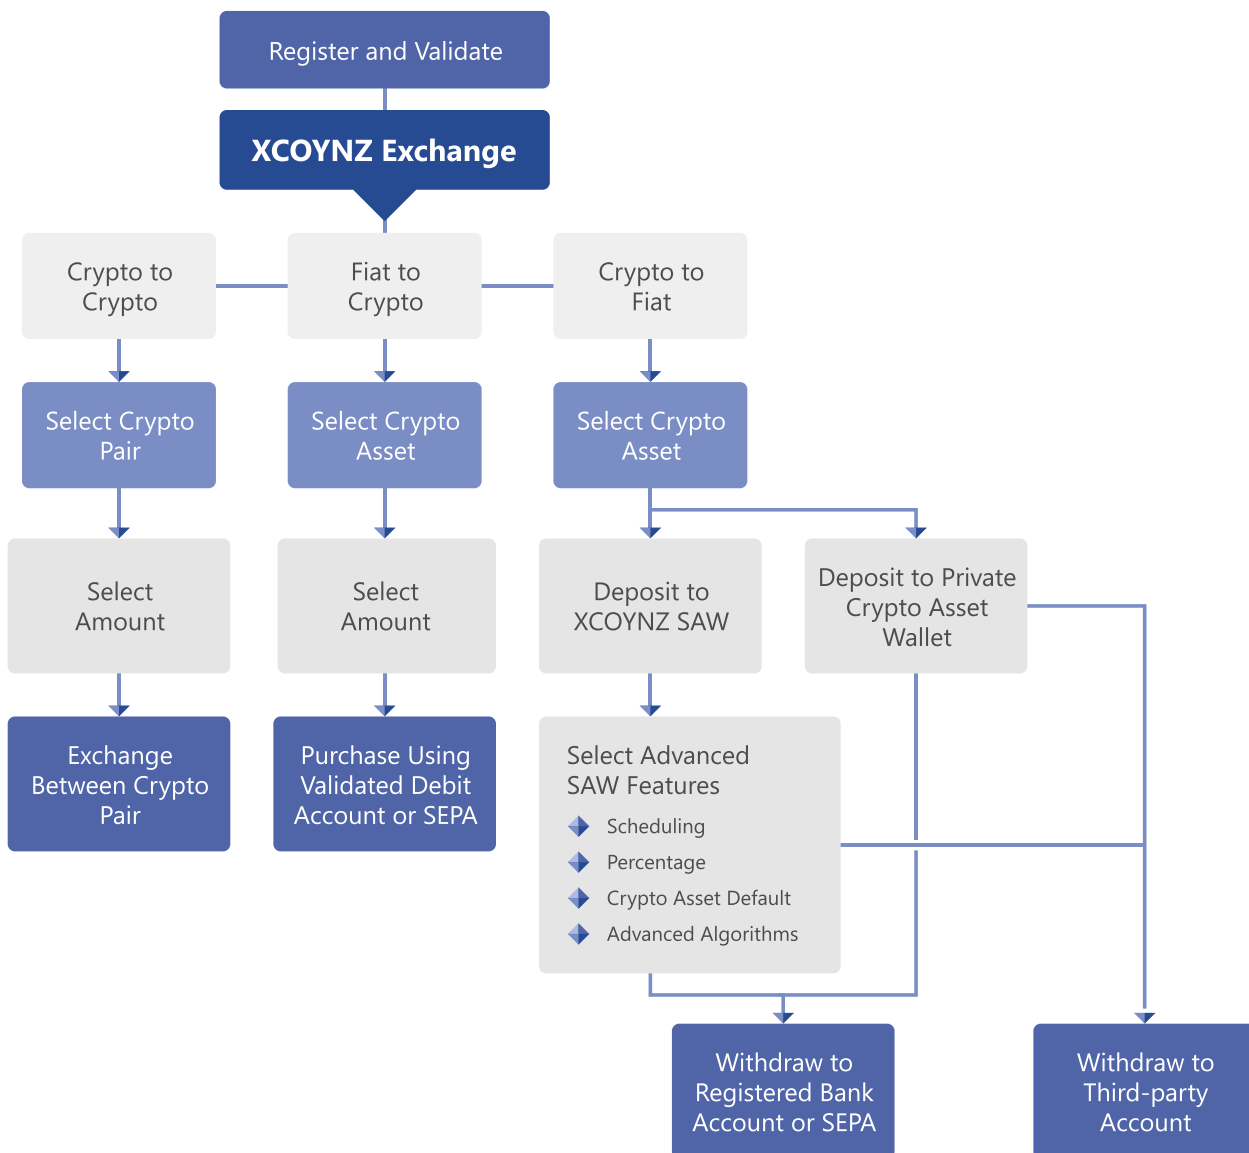 Register and Validate
XCOYNZ Exchange
Crypto to
Crypto
Fiat to
Crypto
Crypto to
Fiat
Select Crypto
Pair
Select Crypto
Asset
Select Crypto
Asset
Select
Amount
Select
Amount
Deposit to
XCOYNZ SAW
Deposit to Private
Crypto Asset
Wallet
Exchange
Between Crypto
Pair
Purchase Using
Validated Debit
Account or SEPA
Select Advanced
SAW Features
Scheduling
Percentage
Crypto Asset Default
Advanced Algorithms
Withdraw to
Registered Bank
Account or SEPA
Withdraw to
Third-party
Account